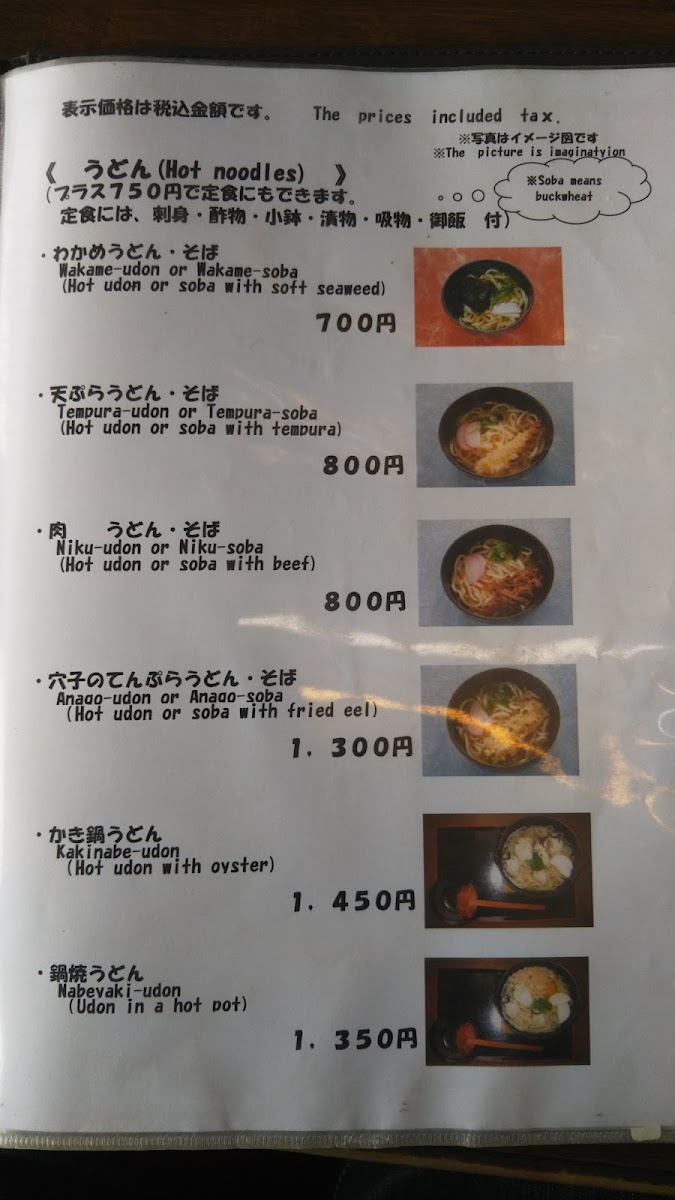 表示価格は税込金額です。 The prices included tax.
※写真はイメージ図です
※The picture is imaginatyion
《 うどん(Hot noodles) 》
(プラス750円で定食にもできます。
定食には、刺身・酢物・小鉢・漬物・吸物・御飯 付)
※Soba means
buckwheat
・わかめうどん・そば
Wakame-udon or Wakame-soba
(Hot udon or soba with soft seaweed)
700円
・天ぷらうどん・そば
Tempura-udon or Tempura-soba
(Hot udon or soba with tempura)
800円
・肉 うどん・そば
Niku-udon or Niku-soba
(Hot udon or soba with beef)
800円
・穴子のてんぷらうどん・そば
Anago-udon or Anago-soba
(Hot udon or soba with fried eel)
1,300円
・かき鍋うどん
Kakinabe-udon
(Hot udon with oyster)
1,450円
・鍋焼うどん
Nabeyaki-udon
(Udon in a hot pot)
1,350円